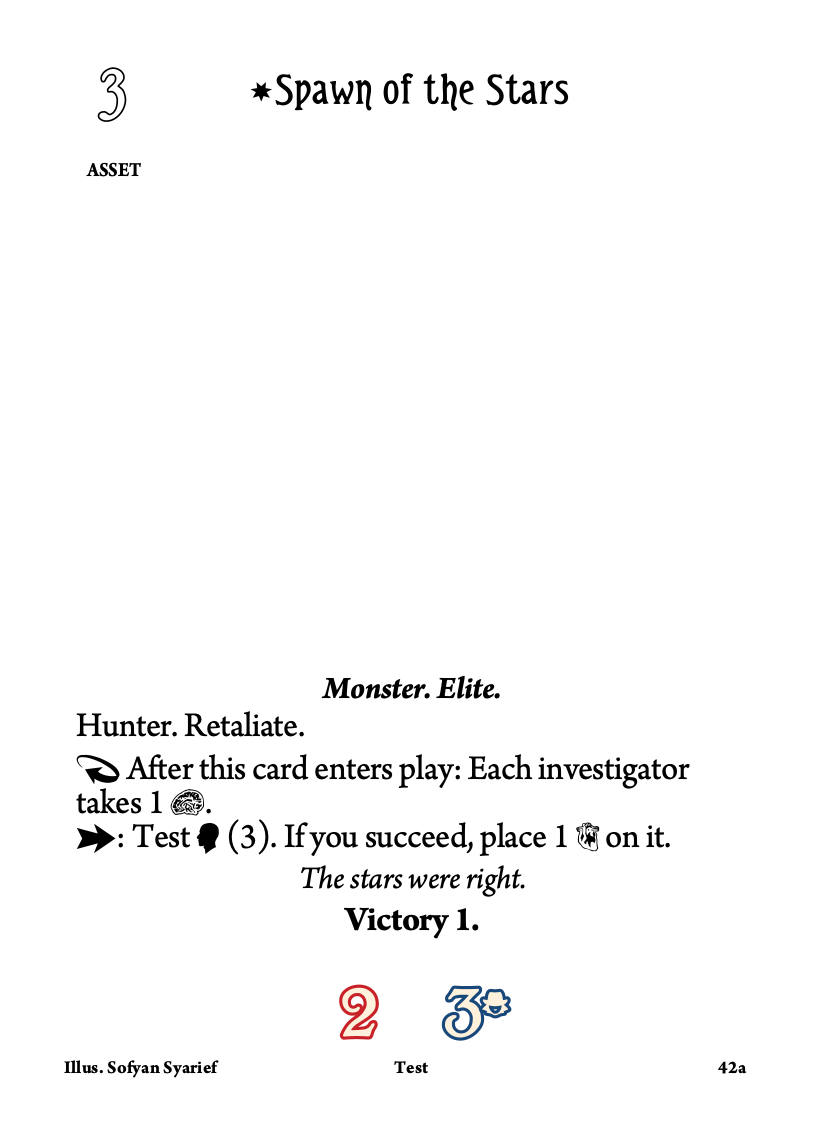 3
Spawn of the Stars
ASSET
Monster. Elite.
Hunter. Retaliate.
After this card enters play: Each investigator
takes 1 .
: Test (3). If you succeed, place 1 on it.
The stars were right.
Victory 1.
2 3
Illus. Sofyan Syarief Test 42a